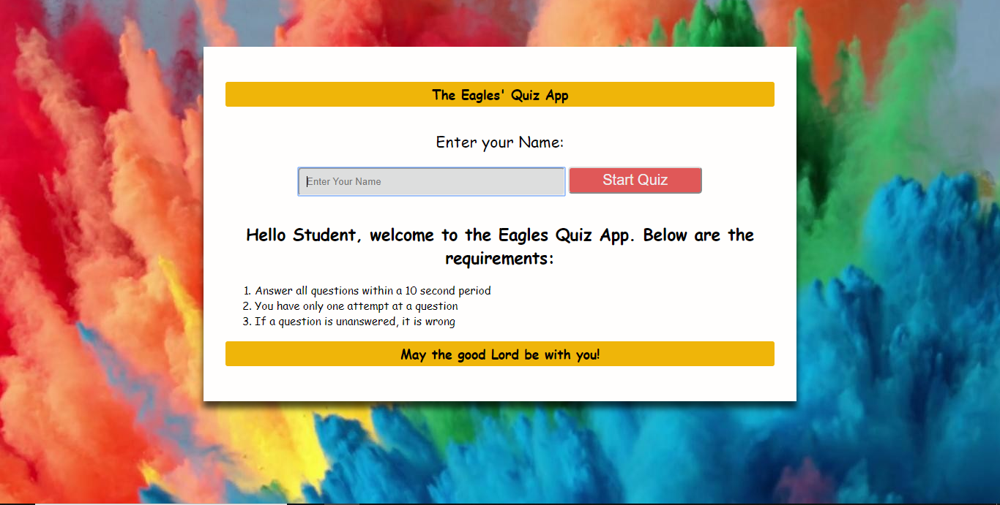 The Eagles' Quiz App
Enter your Name:
Enter Your Name
Start Quiz
Hello Student, welcome to the Eagles Quiz App. Below are the
requirements:
1. Answer all questions within a 10 second period
2. You have only one attempt at a question
3. If a question is unanswered, it is wrong
May the good Lord be with you!